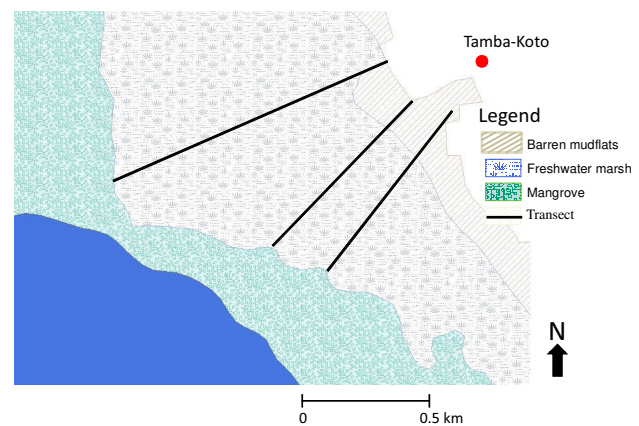 Tamba-Koto
Legend
Barren mudflats
Freshwater marsh
Mangrove
Transect
N
0 0.5 km